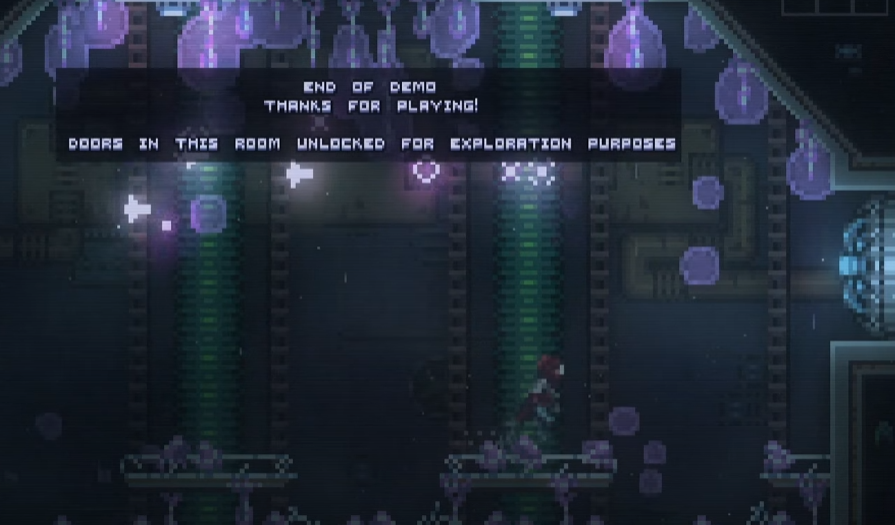 END OF DEMO
THANKS FOR PLAYING!
DOORS IN THIS ROOM UNLOCKED FOR EXPLORATION PURPOSES